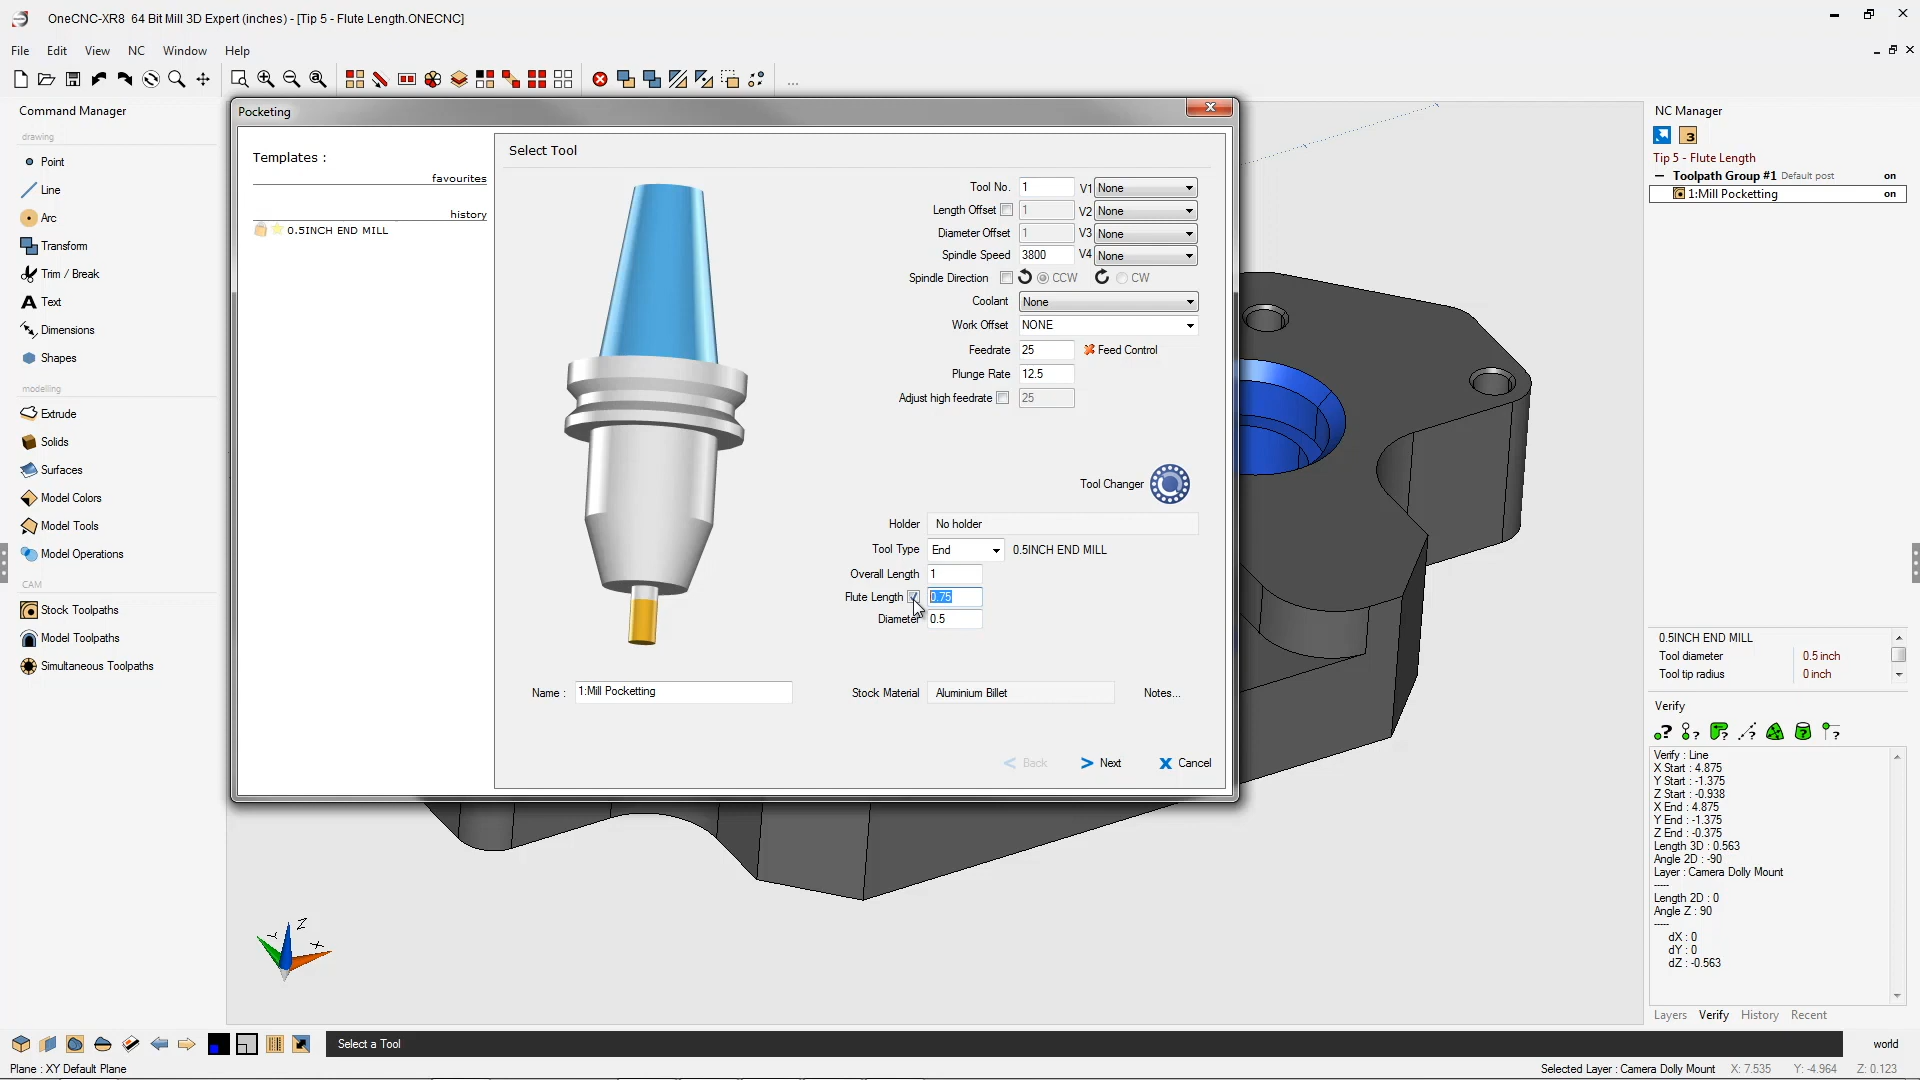 OneCNC-XR8 64 Bit Mill 3D Expert (inches) - [Tip 5 - Flute Length.ONECNC]
File Edit View NC Window Help
...
Command Manager
drawing
Point
Line
Arc
Transform
Trim / Break
Text
Dimensions
Shapes
modelling
Extrude
Solids
Surfaces
Model Colors
Model Tools
Model Operations
CAM
Stock Toolpaths
Model Toolpaths
Simultaneous Toolpaths
Pocketing
Templates :
favourites
history
0.5INCH END MILL
Select Tool
Tool No. 1 V1 None
Length Offset 1 V2 None
Diameter Offset 1 V3 None
Spindle Speed 3800 V4 None
Spindle Direction CCW CW
Coolant None
Work Offset NONE
Feedrate 25 Feed Control
Plunge Rate 12.5
Adjust high feedrate 25
Tool Changer
Holder No holder
Tool Type End 0.5INCH END MILL
Overall Length 1
Flute Length 0.75
Diameter 0.5
Name : 1:Mill Pocketting
Stock Material Aluminium Billet Notes...
< Back > Next X Cancel
NC Manager
3
Tip 5 - Flute Length
Toolpath Group #1 Default post on
1:Mill Pocketting on
0.5INCH END MILL
Tool diameter 0.5 inch
Tool tip radius 0 inch
Verify
Verify : Line
X Start : 4.875
Y Start : -1.375
Z Start : -0.938
X End : 4.875
Y End : -1.375
Z End : -0.375
Length 3D : 0.563
Angle 2D : -90
Layer : Camera Dolly Mount
-----
Length 2D : 0
Angle Z : 90
-----
dX : 0
dY : 0
dZ : -0.563
Layers Verify History Recent
Z
Y
X
Select a Tool
world
Plane : XY Default Plane
Selected Layer : Camera Dolly Mount X: 7.535 Y: -4.964 Z: 0.123